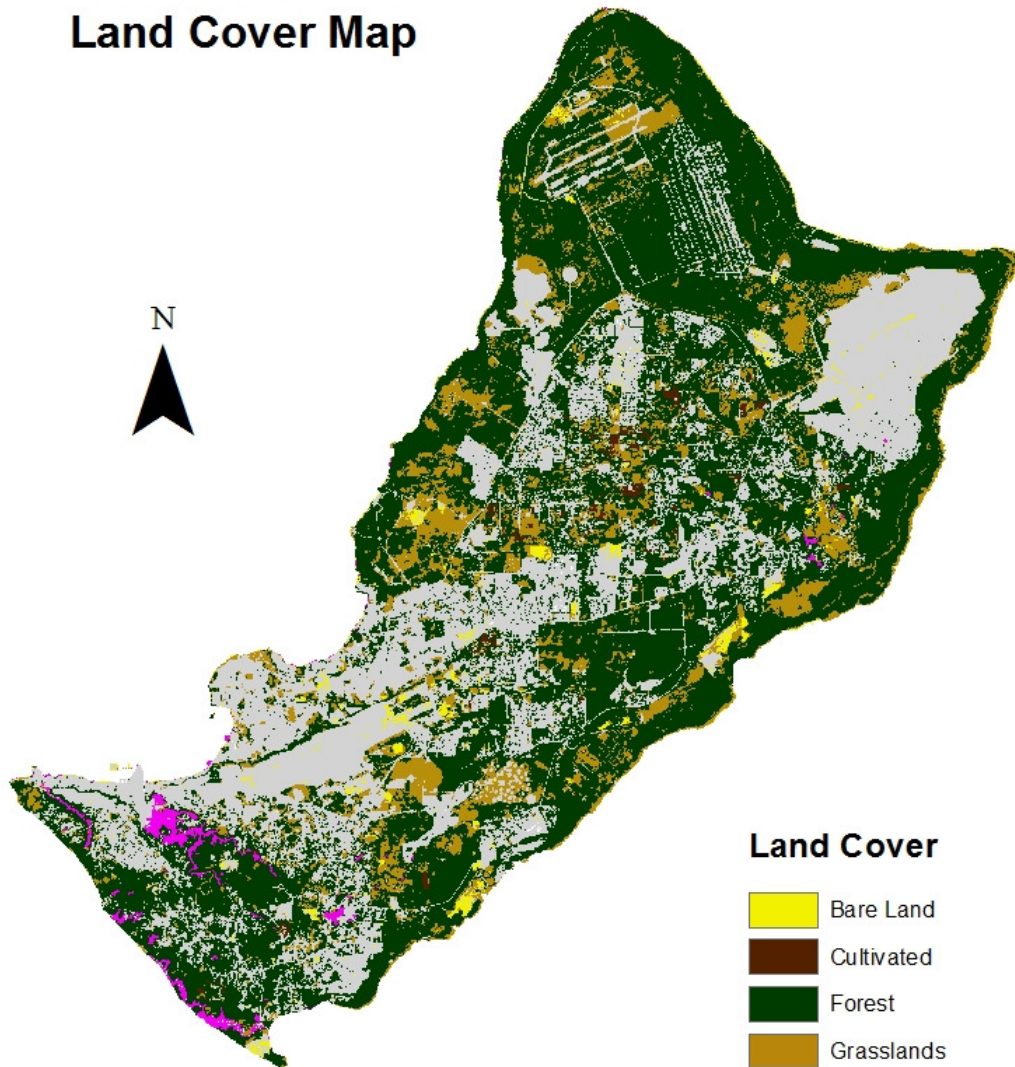 Land Cover Map
N
Land Cover
Bare Land
Cultivated
Forest
Grasslands